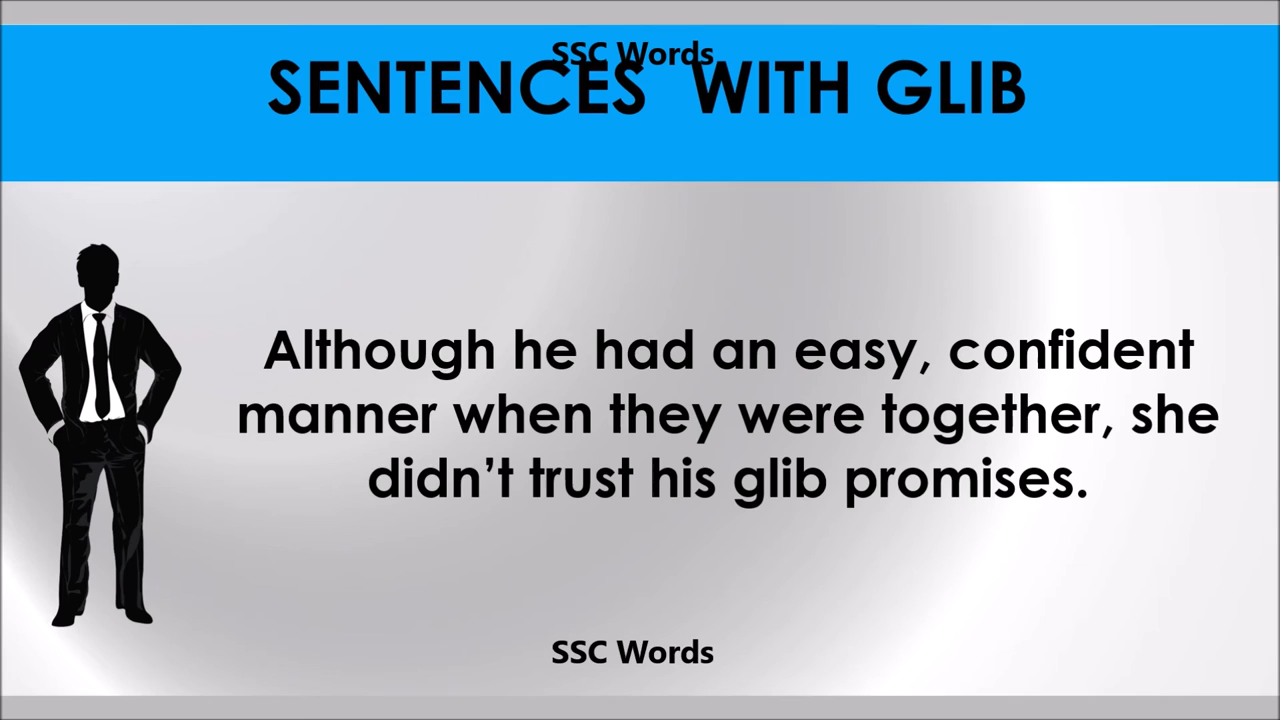 SSC Words
SENTENCES WITH GLIB
Although he had an easy, confident
manner when they were together, she
didn’t trust his glib promises.
SSC Words